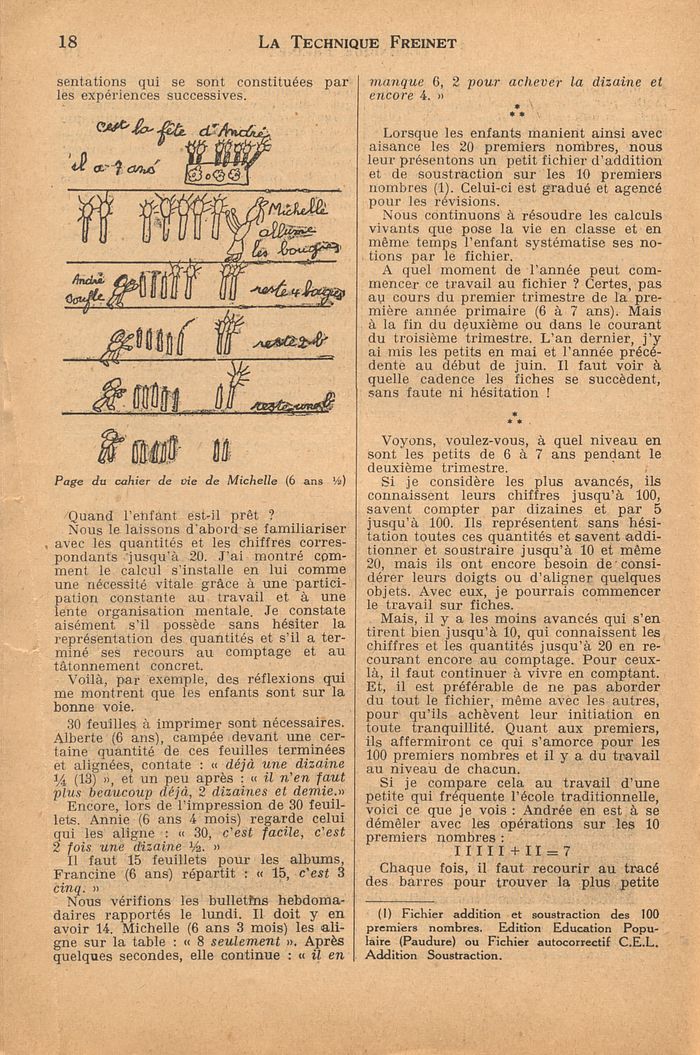 18
LA TECHNIQUE FREINET
sentations qui se sont constituées par
les expériences successives.
c'est la fête d'André
il a 7 ans
Michelle
allume
les bougies
André
soufle
reste 4 bougies
reste 2 b
reste une b
Page du cahier de vie de Michelle (6 ans ½)
Quand l'enfant est-il prêt ?
Nous le laissons d'abord se familiariser
avec les quantités et les chiffres corres-
pondants jusqu'à 20. J'ai montré com-
ment le calcul s'installe en lui comme
une nécessité vitale grâce à une partici-
pation constante au travail et à une
lente organisation mentale. Je constate
aisément s'il possède sans hésiter la
représentation des quantités et s'il a ter-
miné ses recours au comptage et au
tâtonnement concret.
Voilà, par exemple, des réflexions qui
me montrent que les enfants sont sur la
bonne voie.
30 feuilles à imprimer sont nécessaires.
Alberte (6 ans), campée devant une cer-
taine quantité de ces feuilles terminées
et alignées, contate : « déjà une dizaine
¼ (13) », et un peu après : « il n'en faut
plus beaucoup déjà, 2 dizaines et demie.»
Encore, lors de l'impression de 30 feuil-
lets. Annie (6 ans 4 mois) regarde celui
qui les aligne : « 30, c'est facile, c'est
2 fois une dizaine ½. »
Il faut 15 feuillets pour les albums,
Francine (6 ans) répartit : « 15, c'est 3
cinq. »
Nous vérifions les bulletins hebdoma-
daires rapportés le lundi. Il doit y en
avoir 14. Michelle (6 ans 3 mois) les ali-
gne sur la table : « 8 seulement ». Après
quelques secondes, elle continue : « il en
manque 6, 2 pour achever la dizaine et
encore 4. »
Lorsque les enfants manient ainsi avec
aisance les 20 premiers nombres, nous
leur présentons un petit fichier d'addition
et de soustraction sur les 10 premiers
nombres (1). Celui-ci est gradué et agencé
pour les révisions.
Nous continuons à résoudre les calculs
vivants que pose la vie en classe et en
même temps l'enfant systématise ses no-
tions par le fichier.
A quel moment de l'année peut com-
mencer ce travail au fichier ? Certes, pas
au cours du premier trimestre de la pre-
mière année primaire (6 à 7 ans). Mais
à la fin du deuxième ou dans le courant
du troisième trimestre. L'an dernier, j'y
ai mis les petits en mai et l'année précé-
dente au début de juin. Il faut voir à
quelle cadence les fiches se succèdent,
sans faute ni hésitation !
Voyons, voulez-vous, à quel niveau en
sont les petits de 6 à 7 ans pendant le
deuxième trimestre.
Si je considère les plus avancés, ils
connaissent leurs chiffres jusqu'à 100,
savent compter par dizaines et par 5
jusqu'à 100. Ils représentent sans hési-
tation toutes ces quantités et savent addi-
tionner et soustraire jusqu'à 10 et même
20, mais ils ont encore besoin de consi-
dérer leurs doigts ou d'aligner quelques
objets. Avec eux, je pourrais commencer
le travail sur fiches.
Mais, il y a les moins avancés qui s'en
tirent bien jusqu'à 10, qui connaissent les
chiffres et les quantités jusqu'à 20 en re-
courant encore au comptage. Pour ceux-
là, il faut continuer à vivre en comptant.
Et, il est préférable de ne pas aborder
du tout le fichier, même avec les autres,
pour qu'ils achèvent leur initiation en
toute tranquillité. Quant aux premiers,
ils affermiront ce qui s'amorce pour les
100 premiers nombres et il y a du travail
au niveau de chacun.
Si je compare cela au travail d'une
petite qui fréquente l'école traditionnelle,
voici ce que je vois : Andrée en est à se
démêler avec les opérations sur les 10
premiers nombres :
IIIII + II = 7
Chaque fois, il faut recourir au tracé
des barres pour trouver la plus petite
(1) Fichier addition et soustraction des 100
premiers nombres. Edition Education Popu-
laire (Paudure) ou Fichier autocorrectif C.E.L.
Addition Soustraction.